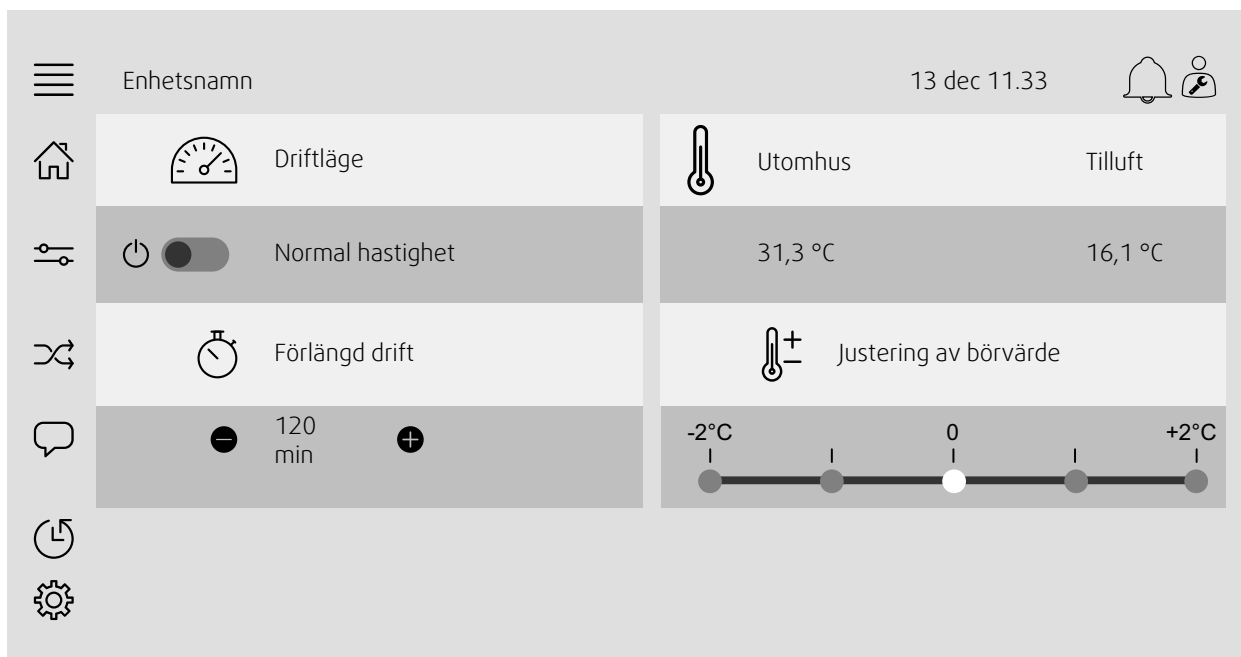 Enhetsnamn
13 dec 11.33
Driftläge
Utomhus
Tilluft
Normal hastighet
31,3 °C
16,1 °C
Förlängd drift
Justering av börvärde
120
min
-2°C
0
+2°C